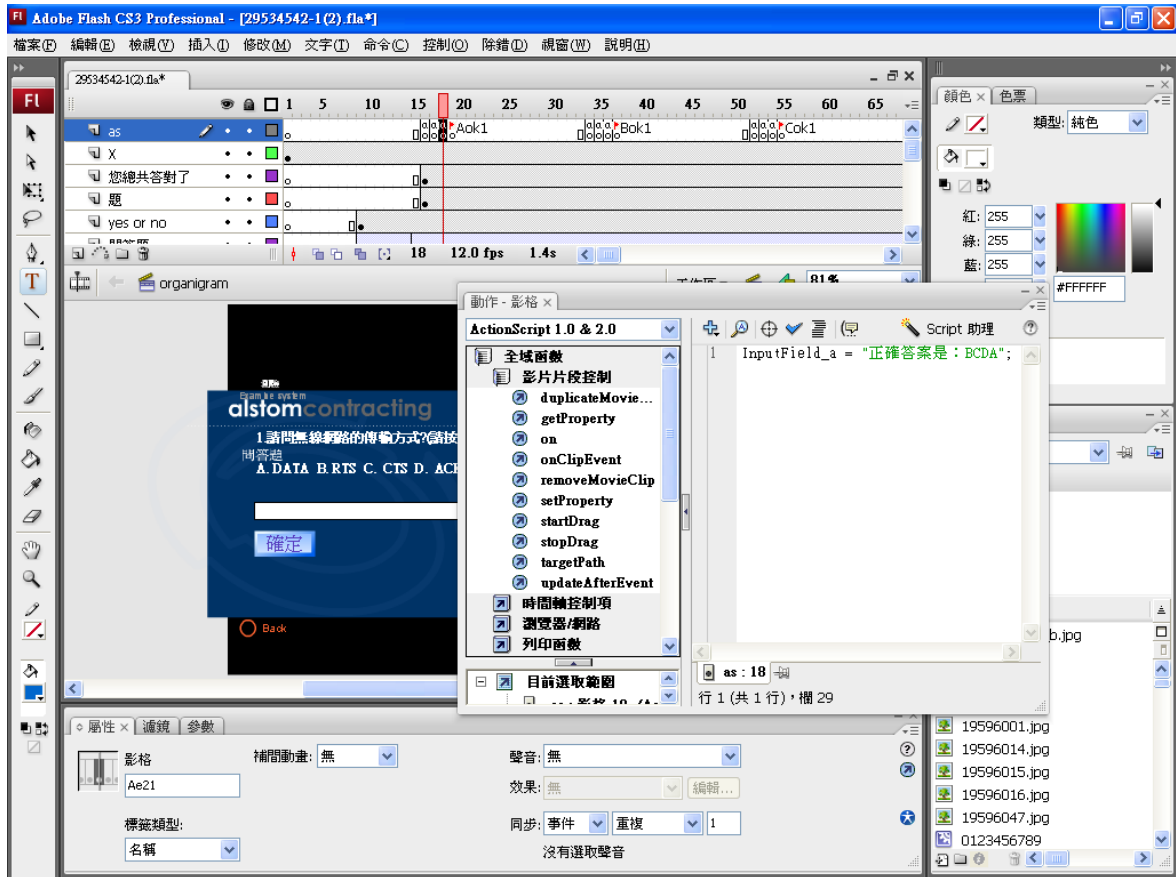 Adobe Flash CS3 Professional - [29534542-1(2).fla*]
檔案(F) 編輯(E) 檢視(V) 插入(I) 修改(M) 文字(T) 命令(C) 控制(O) 除錯(D) 視窗(W) 說明(H)
29534542-1(2).fla*
1 5 10 15 20 25 30 35 40 45 50 55 60 65
as Aok1 Bok1 Cok1
X
您總共答對了
題
yes or no
18 12.0 fps 1.4s
organigram
81%
Examine system
alstomcontracting
1.請問無線網路的傳輸方式?(請按
問答題
A. DATA B. RTS C. CTS D.
確定
Back
動作 - 影格
ActionScript 1.0 & 2.0
Script 助理
全域函數
影片片段控制
duplicateMovie...
getProperty
on
onClipEvent
removeMovieClip
setProperty
startDrag
stopDrag
targetPath
updateAfterEvent
時間軸控制項
瀏覽器/網路
列印函數
目前選取範圍
1 InputField_a = "正確答案是：BCDA";
as : 18
行 1 (共 1 行)，欄 29
顏色 色票
類型: 純色
紅: 255
綠: 255
藍: 255
#FFFFFF
b.jpg
19596001.jpg
19596014.jpg
19596015.jpg
19596016.jpg
19596047.jpg
0123456789
屬性 濾鏡 參數
影格
Ae21
標籤類型:
名稱
補間動畫: 無
聲音: 無
效果: 無 編輯...
同步: 事件 重複 1
沒有選取聲音